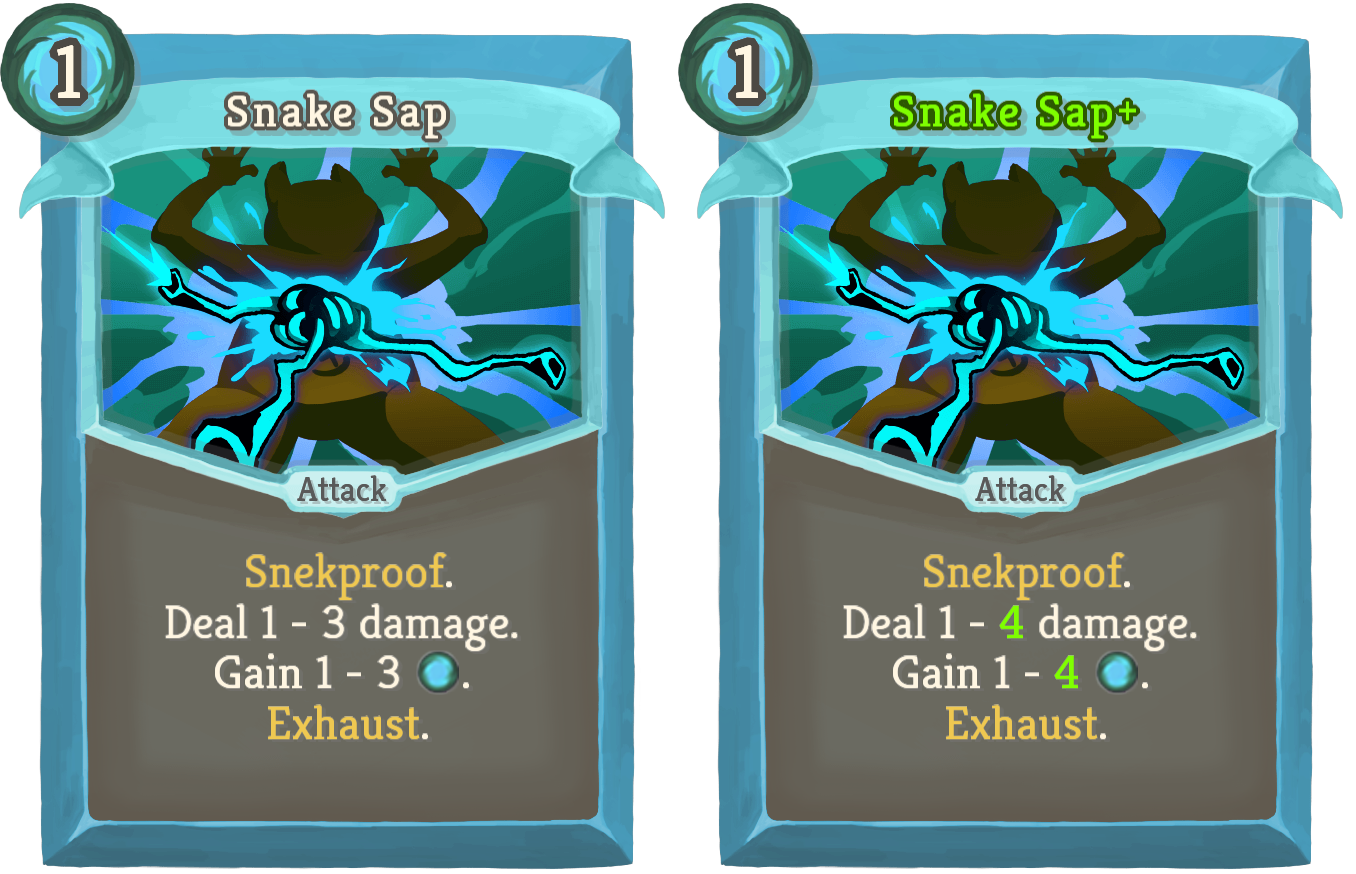 1
Snake Sap
Attack
Snekproof.
Deal 1 - 3 damage.
Gain 1 - 3 .
Exhaust.
1
Snake Sap+
Attack
Snekproof.
Deal 1 - 4 damage.
Gain 1 - 4 .
Exhaust.